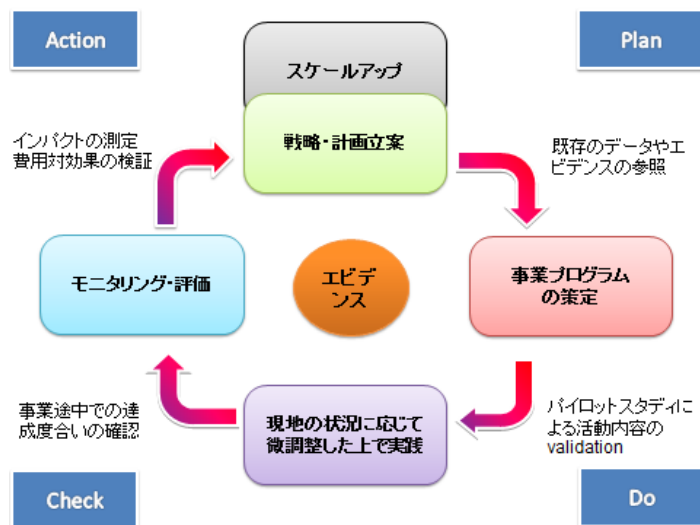 Action
Plan
スケールアップ
戦略・計画立案
インパクトの測定
費用対効果の検証
既存のデータやエ
ビデンスの参照
モニタリング・評価
エビデ
ンス
事業プログラム
の策定
事業途中での達
成度合いの確認
現地の状況に応じて
微調整した上で実践
パイロットスタディに
よる活動内容の
validation
Check
Do